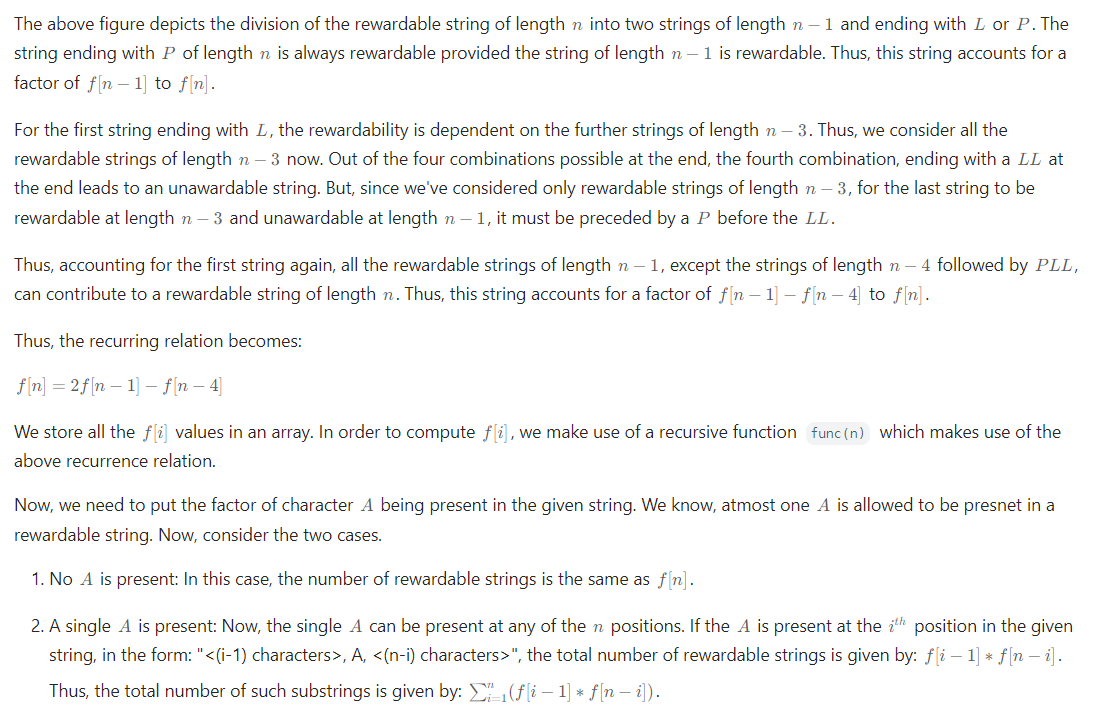 The above figure depicts the division of the rewardable string of length n into two strings of length n − 1 and ending with L or P. The
string ending with P of length n is always rewardable provided the string of length n − 1 is rewardable. Thus, this string accounts for a
factor of f[n − 1] to f[n].
For the first string ending with L, the rewardability is dependent on the further strings of length n − 3. Thus, we consider all the
rewardable strings of length n − 3 now. Out of the four combinations possible at the end, the fourth combination, ending with a LL at
the end leads to an unawardable string. But, since we've considered only rewardable strings of length n − 3, for the last string to be
rewardable at length n − 3 and unawardable at length n − 1, it must be preceded by a P before the LL.
Thus, accounting for the first string again, all the rewardable strings of length n − 1, except the strings of length n − 4 followed by PLL,
can contribute to a rewardable string of length n. Thus, this string accounts for a factor of f[n − 1] − f[n − 4] to f[n].
Thus, the recurring relation becomes:
f[n] = 2f[n − 1] − f[n − 4]
We store all the f[i] values in an array. In order to compute f[i], we make use of a recursive function func(n) which makes use of the
above recurrence relation.
Now, we need to put the factor of character A being present in the given string. We know, atmost one A is allowed to be presnet in a
rewardable string. Now, consider the two cases.
1. No A is present: In this case, the number of rewardable strings is the same as f[n].
2. A single A is present: Now, the single A can be present at any of the n positions. If the A is present at the i^{th} position in the given
string, in the form: "<(i-1) characters>, A, <(n-i) characters>", the total number of rewardable strings is given by: f[i − 1] * f[n − i].
Thus, the total number of such substrings is given by: ∑_{i=1}^{n}(f[i − 1] * f[n − i]).